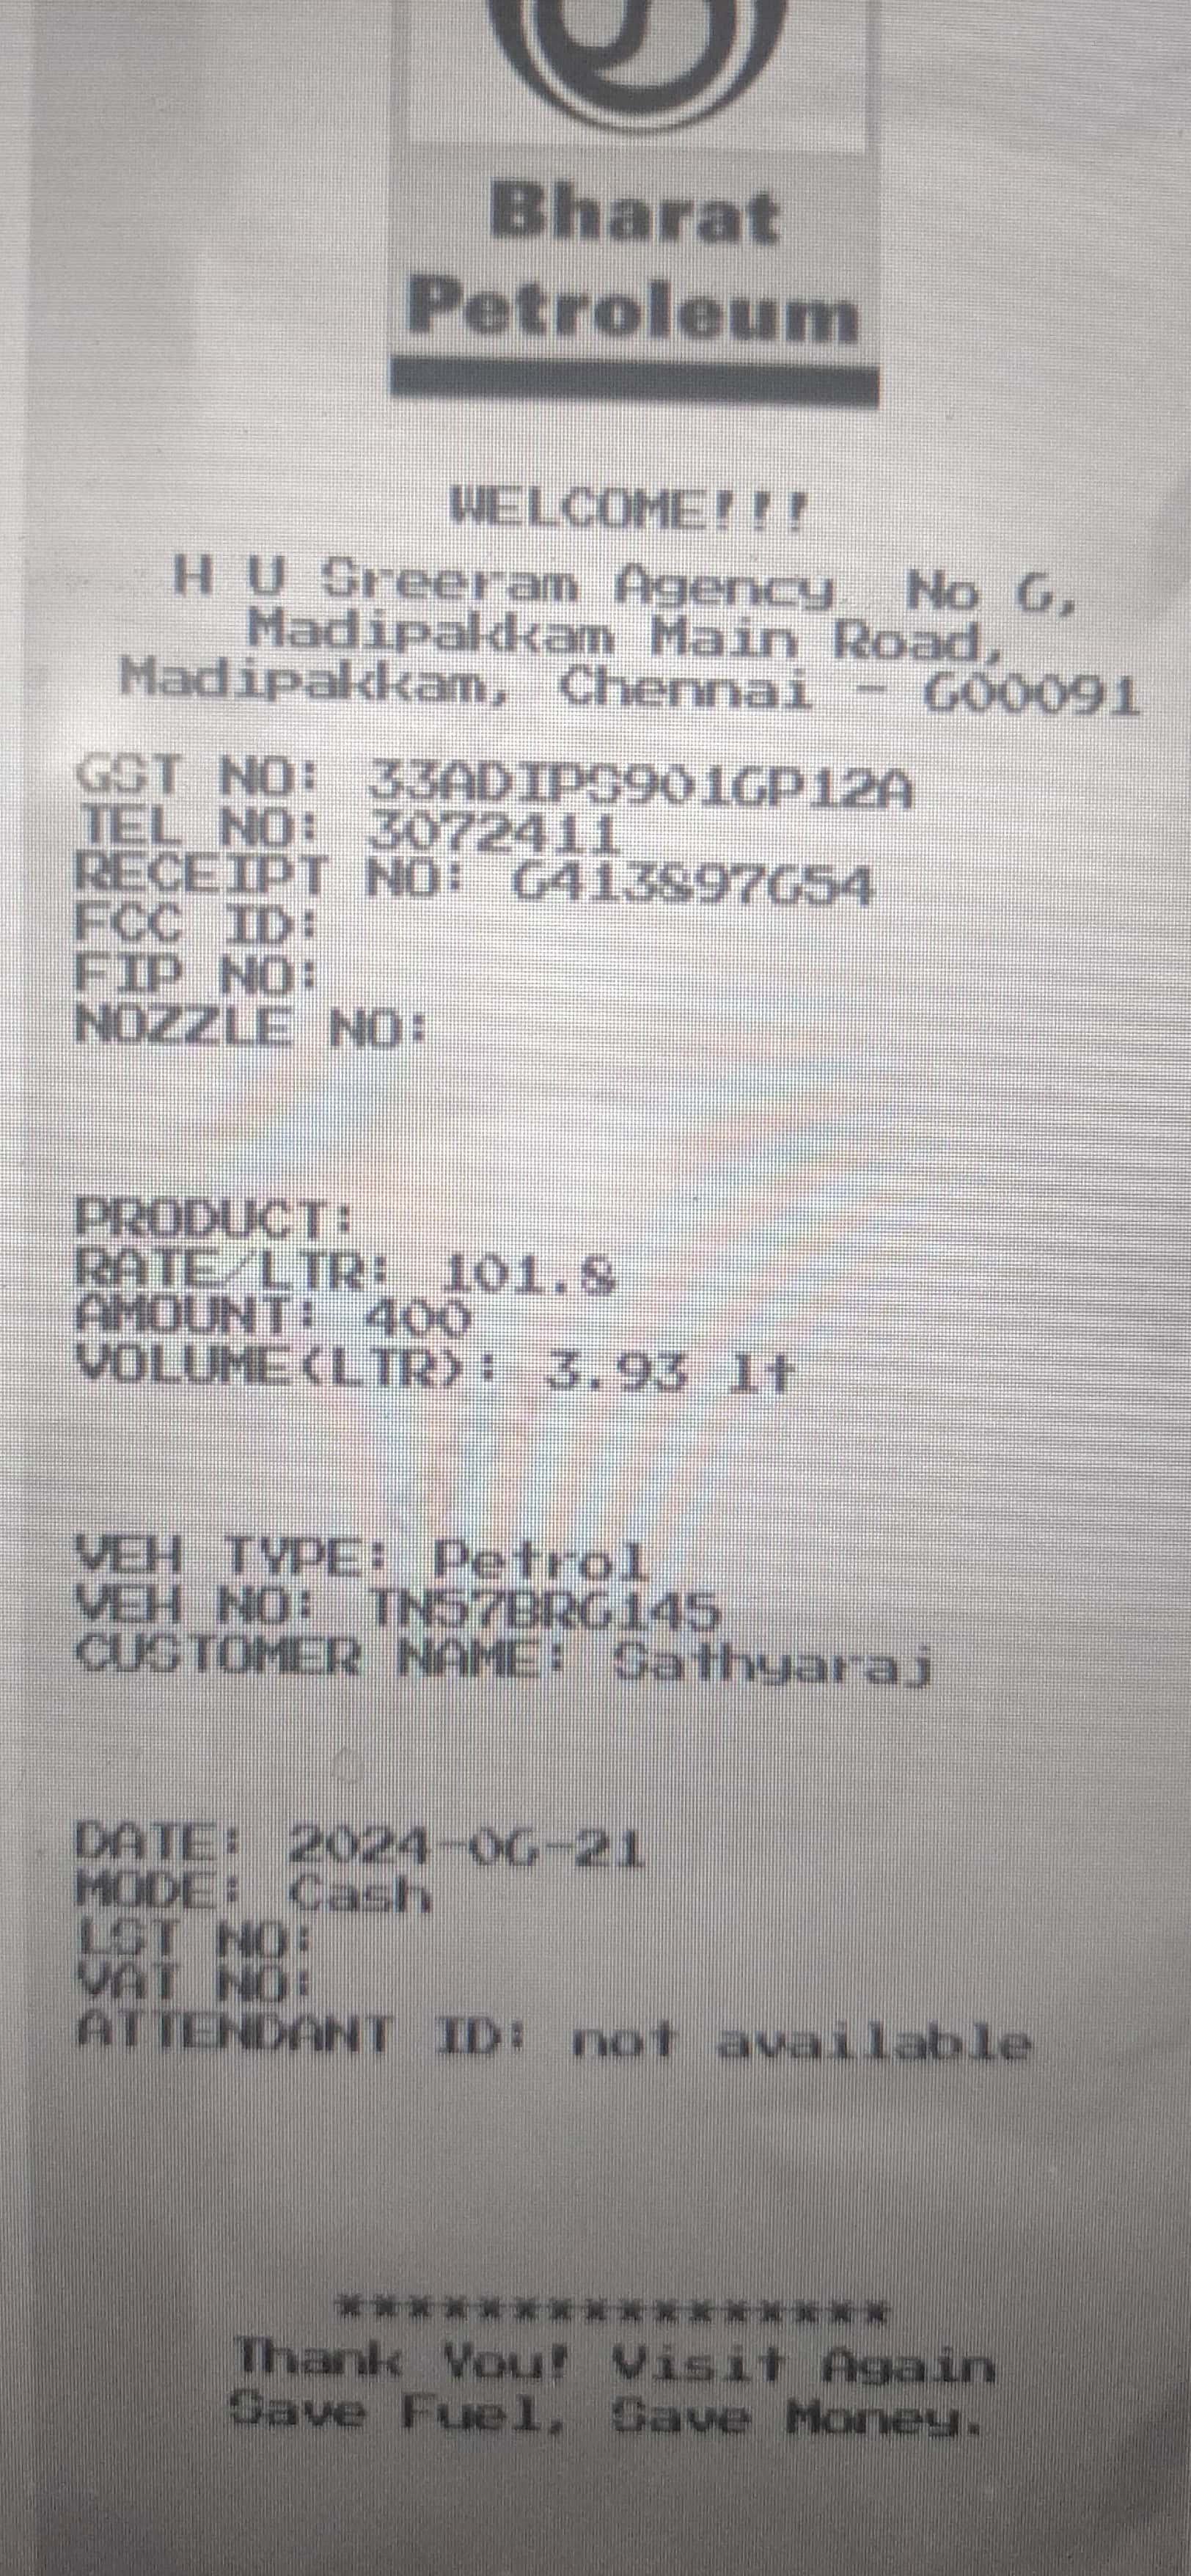 Bharat
Petroleum
WELCOME!!!
H U Sreeram Agency No 6,
Madipakkam Main Road,
Madipakkam, Chennai - 600091
GST NO: 33ADIPS9016P12A
TEL NO: 3072411
RECEIPT NO: 6413897654
FCC ID:
FIP NO:
NOZZLE NO:
PRODUCT:
RATE/LTR: 101.8
AMOUNT: 400
VOLUME(LTR): 3.93 lt
VEH TYPE: Petrol
VEH NO: TN57BR6145
CUSTOMER NAME: Sathyaraj
DATE: 2024-06-21
MODE: Cash
LST NO:
VAT NO:
ATTENDANT ID: not available
****************
Thank You! Visit Again
Save Fuel, Save Money.